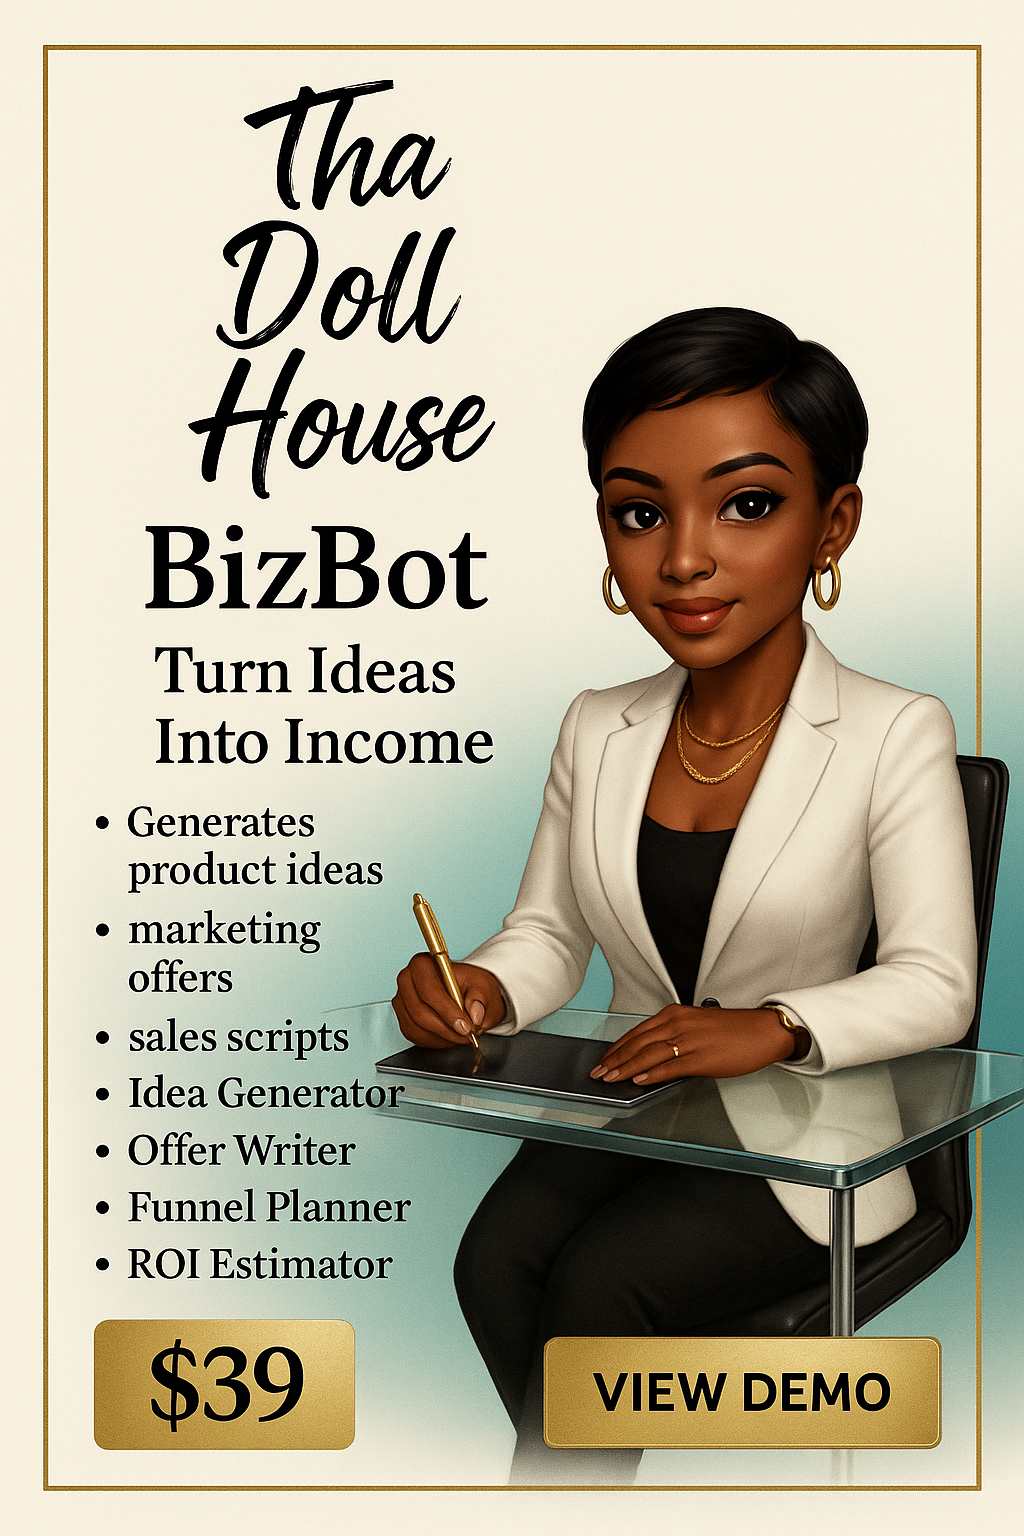 Tha
Doll
House
BizBot
Turn Ideas
Into Income
• Generates
product ideas
• marketing
offers
• sales scripts
• Idea Generator
• Offer Writer
• Funnel Planner
• ROI Estimator
$39
VIEW DEMO